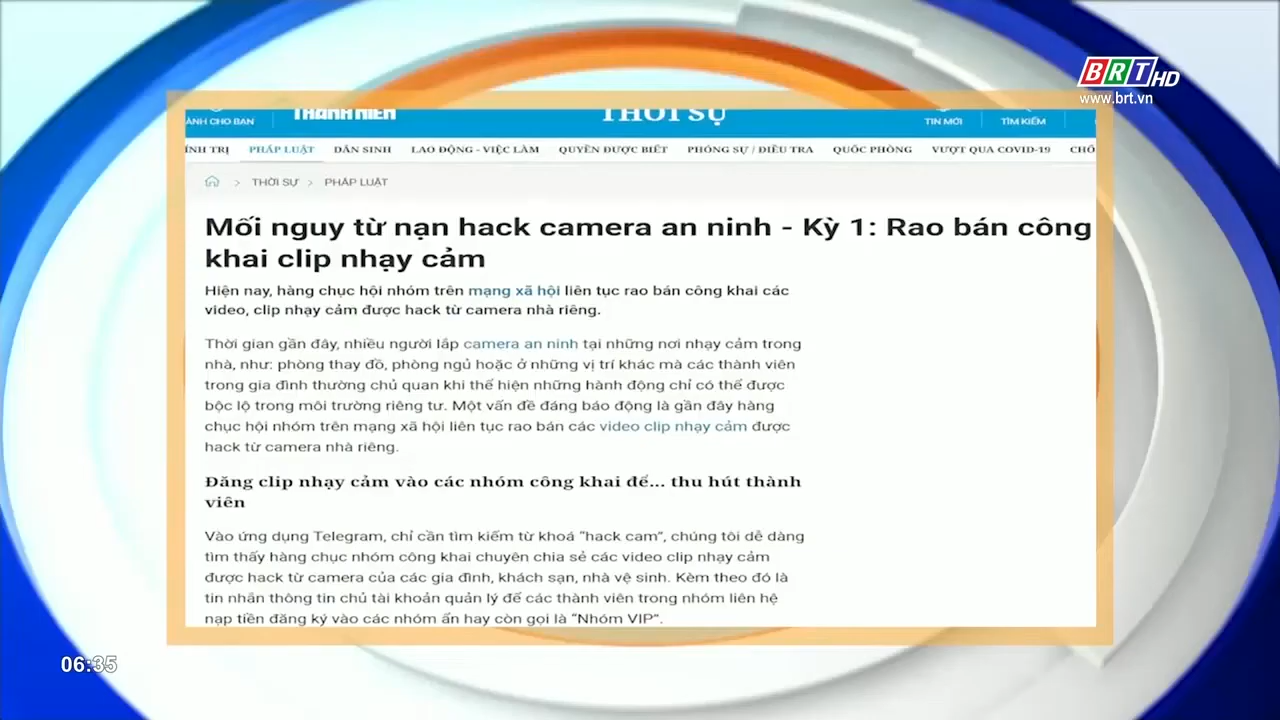 BRT HD
www.brt.vn
ÀNH CHO BẠN
THANH NIÊN
THỜI SỰ
TIN MỚI
TÌM KIẾM
ÍNH TRỊ PHÁP LUẬT DÂN SINH LAO ĐỘNG - VIỆC LÀM QUYỀN ĐƯỢC BIẾT PHÓNG SỰ / ĐIỀU TRA QUỐC PHÒNG VƯỢT QUA COVID-19 CHỐ
> THỜI SỰ > PHÁP LUẬT
Mối nguy từ nạn hack camera an ninh - Kỳ 1: Rao bán công
khai clip nhạy cảm
Hiện nay, hàng chục hội nhóm trên mạng xã hội liên tục rao bán công khai các
video, clip nhạy cảm được hack từ camera nhà riêng.
Thời gian gần đây, nhiều người lắp camera an ninh tại những nơi nhạy cảm trong
nhà, như: phòng thay đồ, phòng ngủ hoặc ở những vị trí khác mà các thành viên
trong gia đình thường chủ quan khi thể hiện những hành động chỉ có thể được
bộc lộ trong môi trường riêng tư. Một vấn đề đáng báo động là gần đây hàng
chục hội nhóm trên mạng xã hội liên tục rao bán các video clip nhạy cảm được
hack từ camera nhà riêng.
Đăng clip nhạy cảm vào các nhóm công khai để... thu hút thành
viên
Vào ứng dụng Telegram, chỉ cần tìm kiếm từ khoá “hack cam”, chúng tôi dễ dàng
tìm thấy hàng chục nhóm công khai chuyên chia sẻ các video clip nhạy cảm
được hack từ camera của các gia đình, khách sạn, nhà vệ sinh. Kèm theo đó là
tin nhắn thông tin chủ tài khoản quản lý để các thành viên trong nhóm liên hệ
nạp tiền đăng ký vào các nhóm ẩn hay còn gọi là “Nhóm VIP”.
06:35